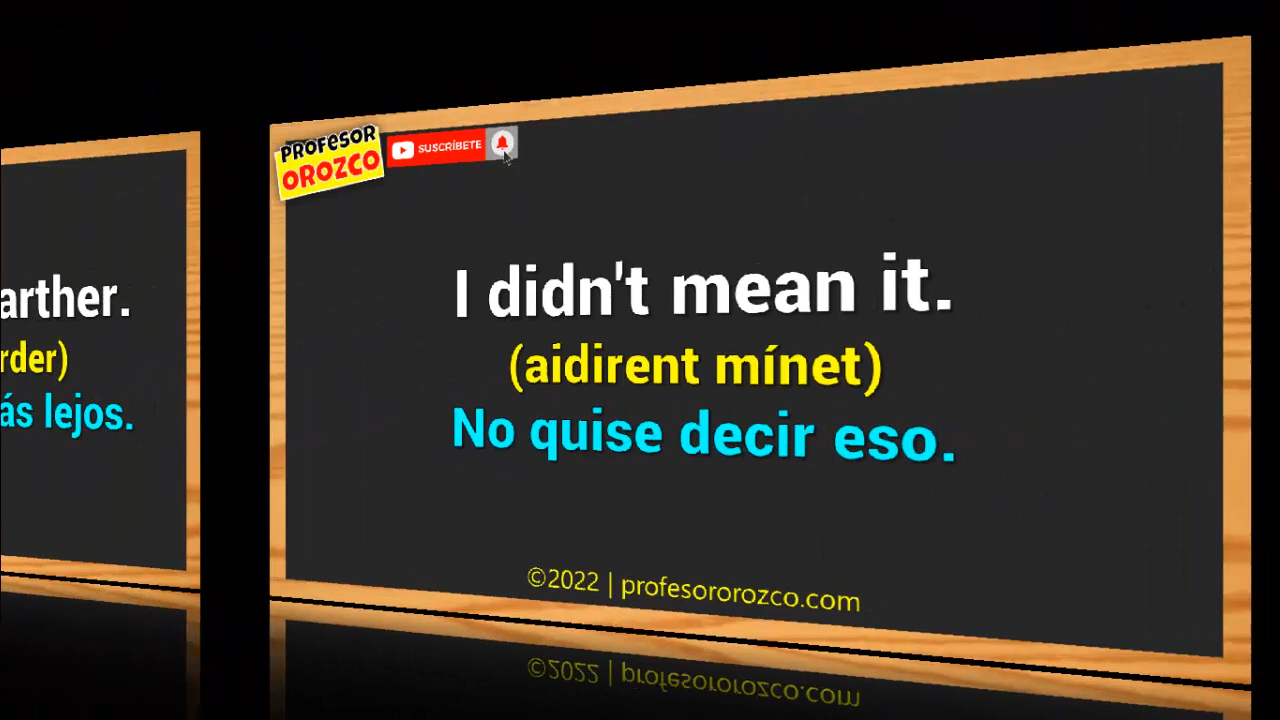 PROFESOR
OROZCO
SUSCRÍBETE
arther.
rder)
ás lejos.
I didn't mean it.
(aidirent mínet)
No quise decir eso.
©2022 | profesororozco.com